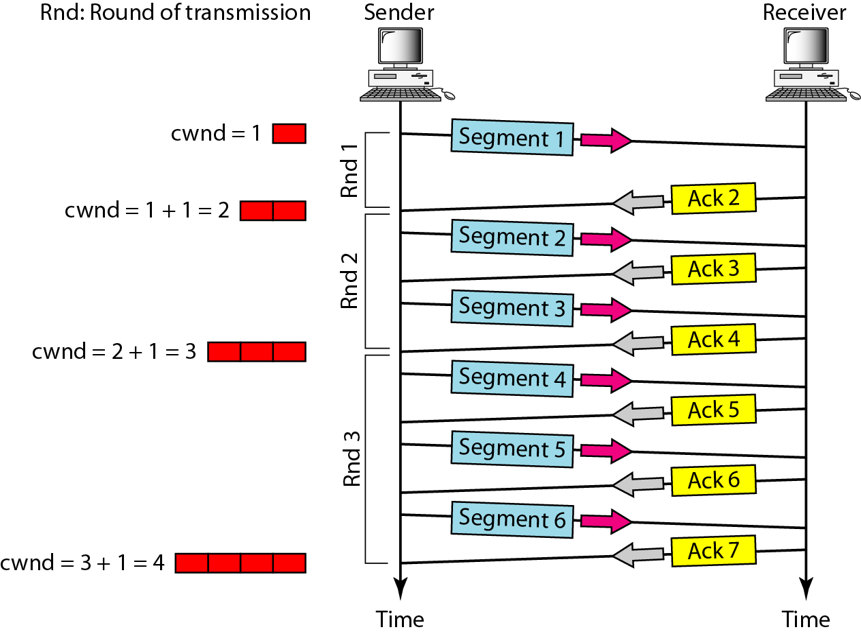 Rnd: Round of transmission
Sender
Receiver
cwnd = 1
Rnd 1
Segment 1
Ack 2
cwnd = 1 + 1 = 2
Rnd 2
Segment 2
Ack 3
Segment 3
Ack 4
cwnd = 2 + 1 = 3
Rnd 3
Segment 4
Ack 5
Segment 5
Ack 6
Segment 6
Ack 7
cwnd = 3 + 1 = 4
Time
Time